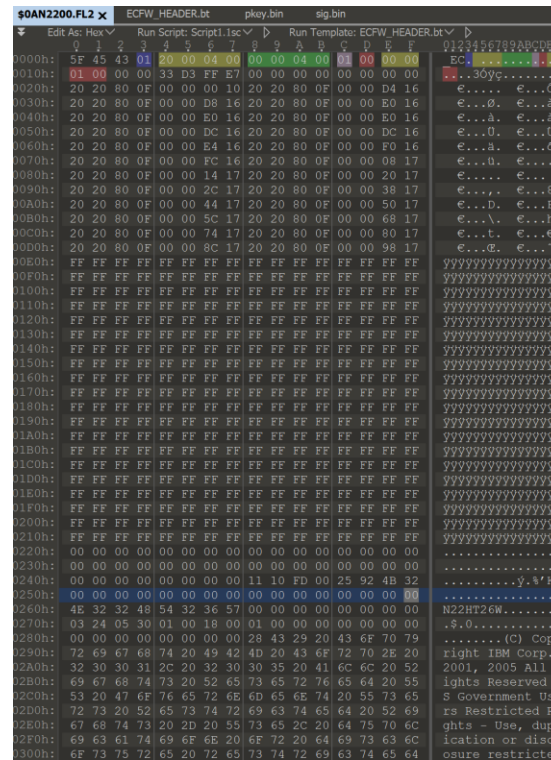 $0AN2200.FL2 x ECFW_HEADER.bt pkey.bin sig.bin
Edit As: Hex Run Script: Script1.1sc Run Template: ECFW_HEADER.bt
0 1 2 3 4 5 6 7 8 9 A B C D E F 0123456789ABCDE
0000h: 5F 45 43 01 20 00 04 00 00 00 04 00 01 00 00 00
0010h: 01 00 00 00 33 D3 FF E7 00 00 00 00 00 00 00 00 ....3Óÿç........
0020h: 20 20 80 0F 00 00 00 10 20 20 80 0F 00 00 D4 16
0030h: 20 20 80 0F 00 00 D8 16 20 20 80 0F 00 00 E0 16
0040h: 20 20 80 0F 00 00 E0 16 20 20 80 0F 00 00 E0 16
0050h: 20 20 80 0F 00 00 DC 16 20 20 80 0F 00 00 DC 16
0060h: 20 20 80 0F 00 00 E4 16 20 20 80 0F 00 00 F0 16
0070h: 20 20 80 0F 00 00 FC 16 20 20 80 0F 00 00 08 17
0080h: 20 20 80 0F 00 00 14 17 20 20 80 0F 00 00 20 17
0090h: 20 20 80 0F 00 00 2C 17 20 20 80 0F 00 00 38 17
00A0h: 20 20 80 0F 00 00 44 17 20 20 80 0F 00 00 50 17
00B0h: 20 20 80 0F 00 00 5C 17 20 20 80 0F 00 00 68 17
00C0h: 20 20 80 0F 00 00 74 17 20 20 80 0F 00 00 80 17
00D0h: 20 20 80 0F 00 00 8C 17 20 20 80 0F 00 00 98 17
00E0h: FF FF FF FF FF FF FF FF FF FF FF FF FF FF FF FF ÿÿÿÿÿÿÿÿÿÿÿÿÿÿÿ
00F0h: FF FF FF FF FF FF FF FF FF FF FF FF FF FF FF FF ÿÿÿÿÿÿÿÿÿÿÿÿÿÿÿ
0100h: FF FF FF FF FF FF FF FF FF FF FF FF FF FF FF FF ÿÿÿÿÿÿÿÿÿÿÿÿÿÿÿ
0110h: FF FF FF FF FF FF FF FF FF FF FF FF FF FF FF FF ÿÿÿÿÿÿÿÿÿÿÿÿÿÿÿ
0120h: FF FF FF FF FF FF FF FF FF FF FF FF FF FF FF FF ÿÿÿÿÿÿÿÿÿÿÿÿÿÿÿ
0130h: FF FF FF FF FF FF FF FF FF FF FF FF FF FF FF FF ÿÿÿÿÿÿÿÿÿÿÿÿÿÿÿ
0140h: FF FF FF FF FF FF FF FF FF FF FF FF FF FF FF FF ÿÿÿÿÿÿÿÿÿÿÿÿÿÿÿ
0150h: FF FF FF FF FF FF FF FF FF FF FF FF FF FF FF FF ÿÿÿÿÿÿÿÿÿÿÿÿÿÿÿ
0160h: FF FF FF FF FF FF FF FF FF FF FF FF FF FF FF FF ÿÿÿÿÿÿÿÿÿÿÿÿÿÿÿ
0170h: FF FF FF FF FF FF FF FF FF FF FF FF FF FF FF FF ÿÿÿÿÿÿÿÿÿÿÿÿÿÿÿ
0180h: FF FF FF FF FF FF FF FF FF FF FF FF FF FF FF FF ÿÿÿÿÿÿÿÿÿÿÿÿÿÿÿ
0190h: FF FF FF FF FF FF FF FF FF FF FF FF FF FF FF FF ÿÿÿÿÿÿÿÿÿÿÿÿÿÿÿ
01A0h: FF FF FF FF FF FF FF FF FF FF FF FF FF FF FF FF ÿÿÿÿÿÿÿÿÿÿÿÿÿÿÿ
01B0h: FF FF FF FF FF FF FF FF FF FF FF FF FF FF FF FF ÿÿÿÿÿÿÿÿÿÿÿÿÿÿÿ
01C0h: FF FF FF FF FF FF FF FF FF FF FF FF FF FF FF FF ÿÿÿÿÿÿÿÿÿÿÿÿÿÿÿ
01D0h: FF FF FF FF FF FF FF FF FF FF FF FF FF FF FF FF ÿÿÿÿÿÿÿÿÿÿÿÿÿÿÿ
01E0h: FF FF FF FF FF FF FF FF FF FF FF FF FF FF FF FF ÿÿÿÿÿÿÿÿÿÿÿÿÿÿÿ
01F0h: FF FF FF FF FF FF FF FF FF FF FF FF FF FF FF FF ÿÿÿÿÿÿÿÿÿÿÿÿÿÿÿ
0200h: FF FF FF FF FF FF FF FF FF FF FF FF FF FF FF FF ÿÿÿÿÿÿÿÿÿÿÿÿÿÿÿ
0210h: FF FF FF FF FF FF FF FF FF FF FF FF FF FF FF FF ÿÿÿÿÿÿÿÿÿÿÿÿÿÿÿ
0220h: 00 00 00 00 00 00 00 00 00 00 00 00 00 00 00 00 ...............
0230h: 00 00 00 00 00 00 00 00 00 00 00 00 00 00 00 00 ...............
0240h: 00 00 00 00 00 00 00 00 11 10 FD 00 25 92 4B 32 ..........ý.%'K
0250h: 00 00 00 00 00 00 00 00 00 00 00 00 00 00 00 00 ...............
0260h: 4E 32 32 48 54 32 36 57 00 00 00 00 00 00 00 00 N22HT26W.......
0270h: 03 24 05 30 01 00 18 00 01 00 00 00 00 00 00 00 .$.0...........
0280h: 00 00 00 00 00 00 00 00 28 43 29 20 43 6F 70 79 ........(C) Cop
0290h: 72 69 67 68 74 20 49 42 4D 20 43 6F 72 70 2E 20 right IBM Corp.
02A0h: 32 30 30 31 2C 20 32 30 30 35 20 41 6C 6C 20 52 2001, 2005 All
02B0h: 69 67 68 74 73 20 52 65 73 65 72 76 65 64 20 55 ights Reserved
02C0h: 53 20 47 6F 76 65 72 6E 6D 65 6E 74 20 55 73 65 S Government Us
02D0h: 72 73 20 52 65 73 74 72 69 63 74 65 64 20 52 69 rs Restricted R
02E0h: 67 68 74 73 20 2D 20 55 73 65 2C 20 64 75 70 6C ghts - Use, dup
02F0h: 69 63 61 74 69 6F 6E 20 6F 72 20 64 69 73 63 6C ication or disc
0300h: 6F 73 75 72 65 20 72 65 73 74 72 69 63 74 65 64 osure restricte